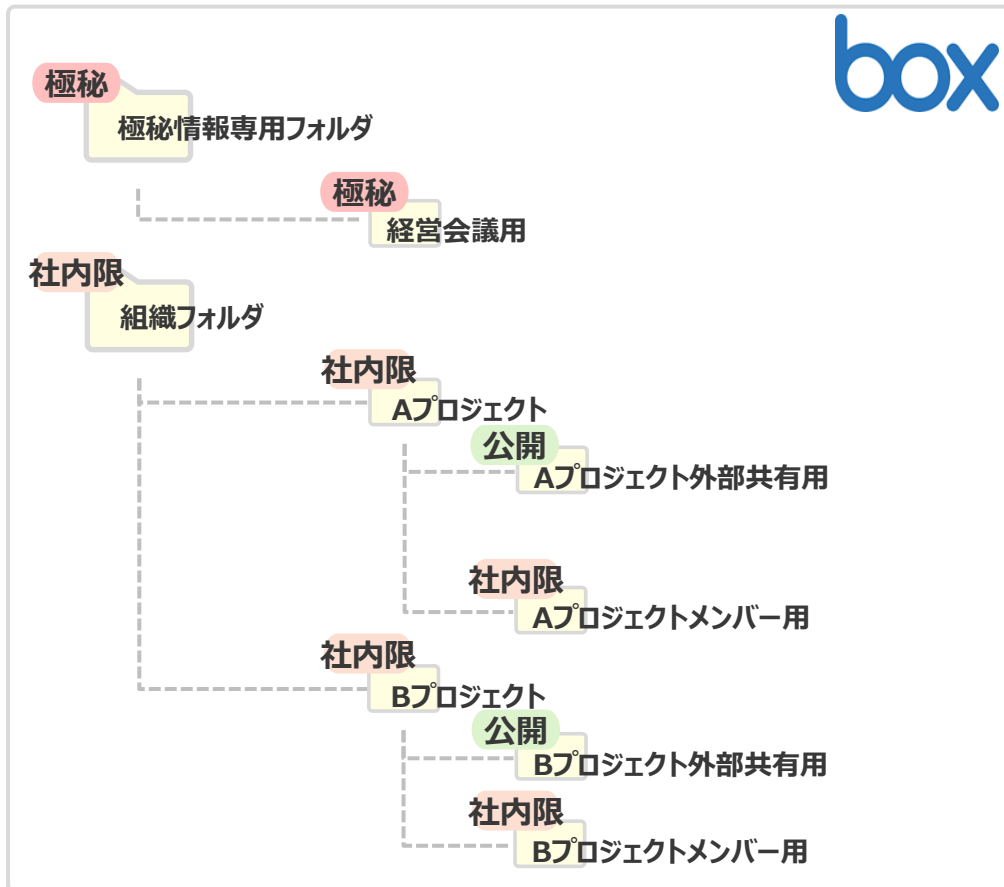 box
極秘
極秘情報専用フォルダ
極秘
経営会議用
社内限
組織フォルダ
社内限
Aプロジェクト
公開
Aプロジェクト外部共有用
社内限
Aプロジェクトメンバー用
社内限
Bプロジェクト
公開
Bプロジェクト外部共有用
社内限
Bプロジェクトメンバー用